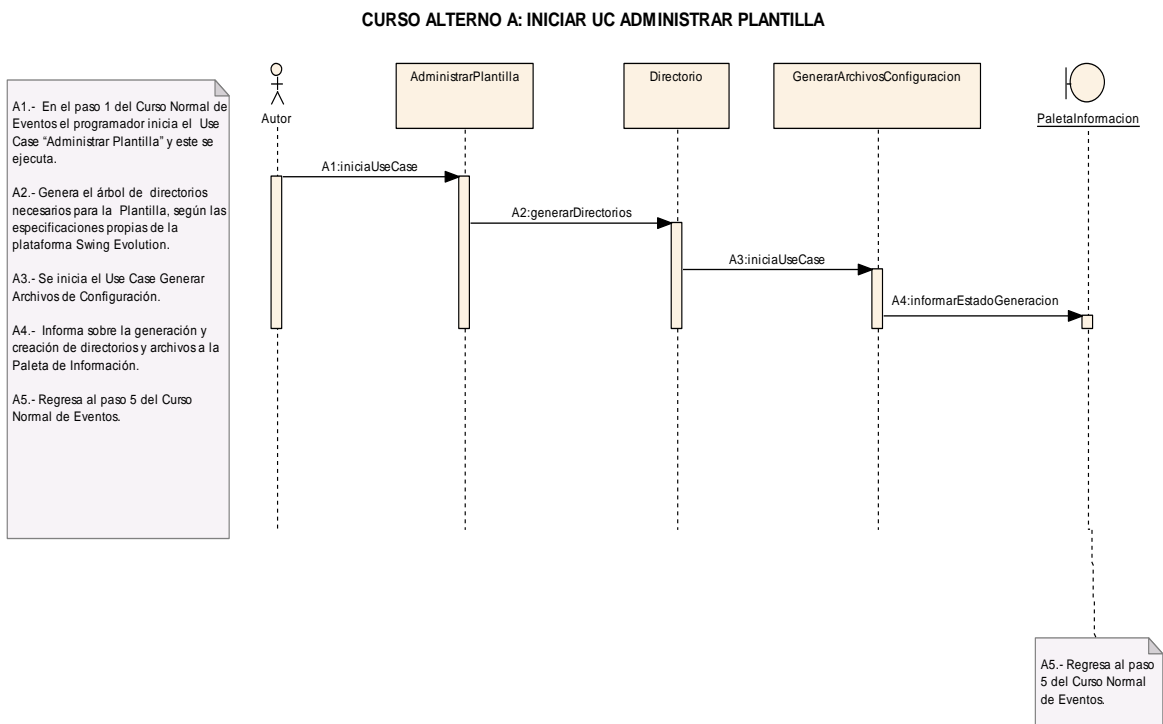 CURSO ALTERNO A: INICIAR UC ADMINISTRAR PLANTILLA
A1.- En el paso 1 del Curso Normal de
Eventos el programador inicia el Use
Case “Administrar Plantilla” y este se
ejecuta.
A2.- Genera el árbol de directorios
necesarios para la Plantilla, según las
especificaciones propias de la
plataforma Swing Evolution.
A3.- Se inicia el Use Case Generar
Archivos de Configuración.
A4.- Informa sobre la generación y
creación de directorios y archivos a la
Paleta de Información.
A5.- Regresa al paso 5 del Curso
Normal de Eventos.
Autor
AdministrarPlantilla
Directorio
GenerarArchivosConfiguracion
PaletaInformacion
A1:iniciaUseCase
A2:generarDirectorios
A3:iniciaUseCase
A4:informarEstadoGeneracion
A5.- Regresa al paso
5 del Curso Normal
de Eventos.